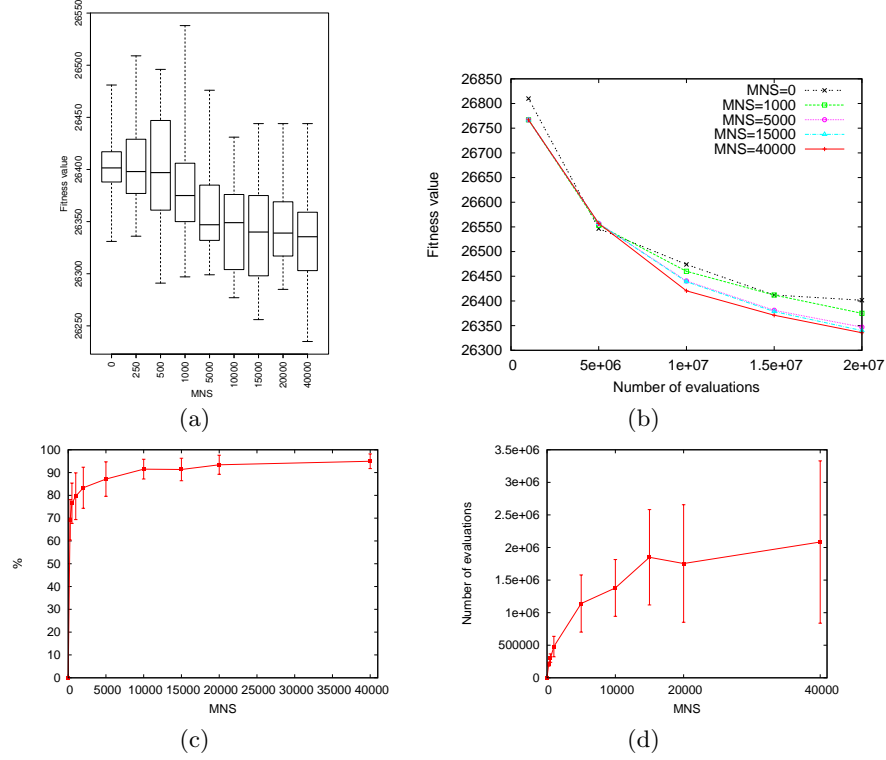 Fitness value
26550
26500
26450
26400
26350
26300
26250
0
250
500
1000
5000
10000
15000
20000
40000
MNS
(a)
26850
26800
26750
26700
26650
26600
26550
26500
26450
26400
26350
26300
Fitness value
MNS=0
MNS=1000
MNS=5000
MNS=15000
MNS=40000
0 5e+06 1e+07 1.5e+07 2e+07
Number of evaluations
(b)
100
90
80
70
60
50
40
30
20
10
0
%
0 5000 10000 15000 20000 25000 30000 35000 40000
MNS
(c)
3.5e+06
3e+06
2.5e+06
2e+06
1.5e+06
1e+06
500000
0
Number of evaluations
0 10000 20000 40000
MNS
(d)